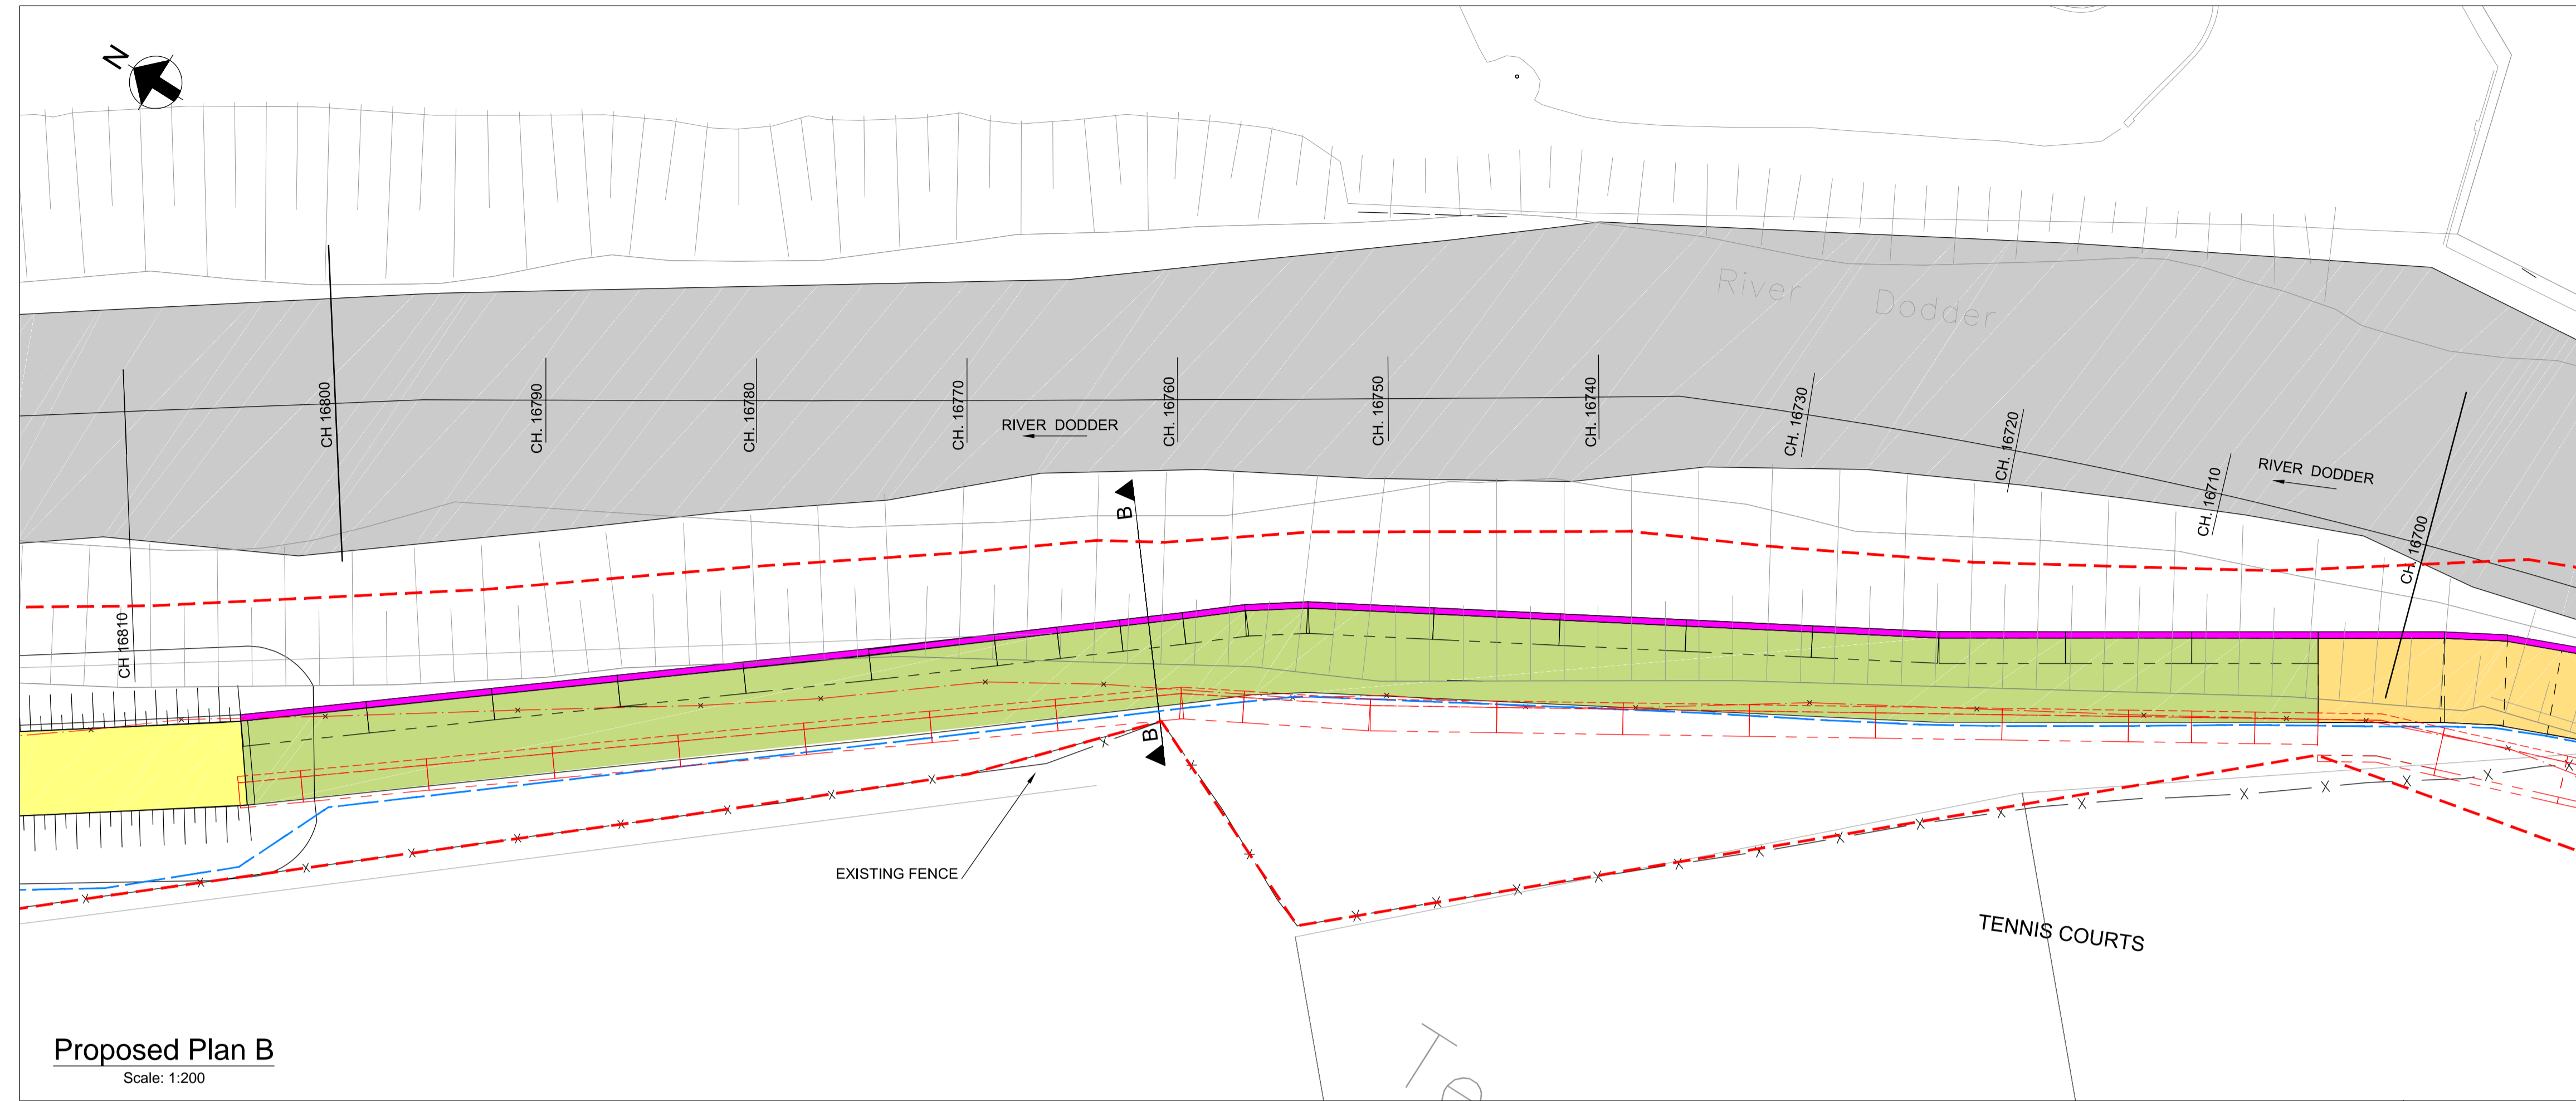 N
River Dodder
CH 16810
CH 16800
CH. 16790
CH. 16780
CH. 16770
RIVER DODDER
CH. 16760
CH. 16750
CH. 16740
CH. 16730
CH. 16720
CH. 16710
RIVER DODDER
CH. 16700
B
B
EXISTING FENCE
TENNIS COURTS
Te
Proposed Plan B
Scale: 1:200